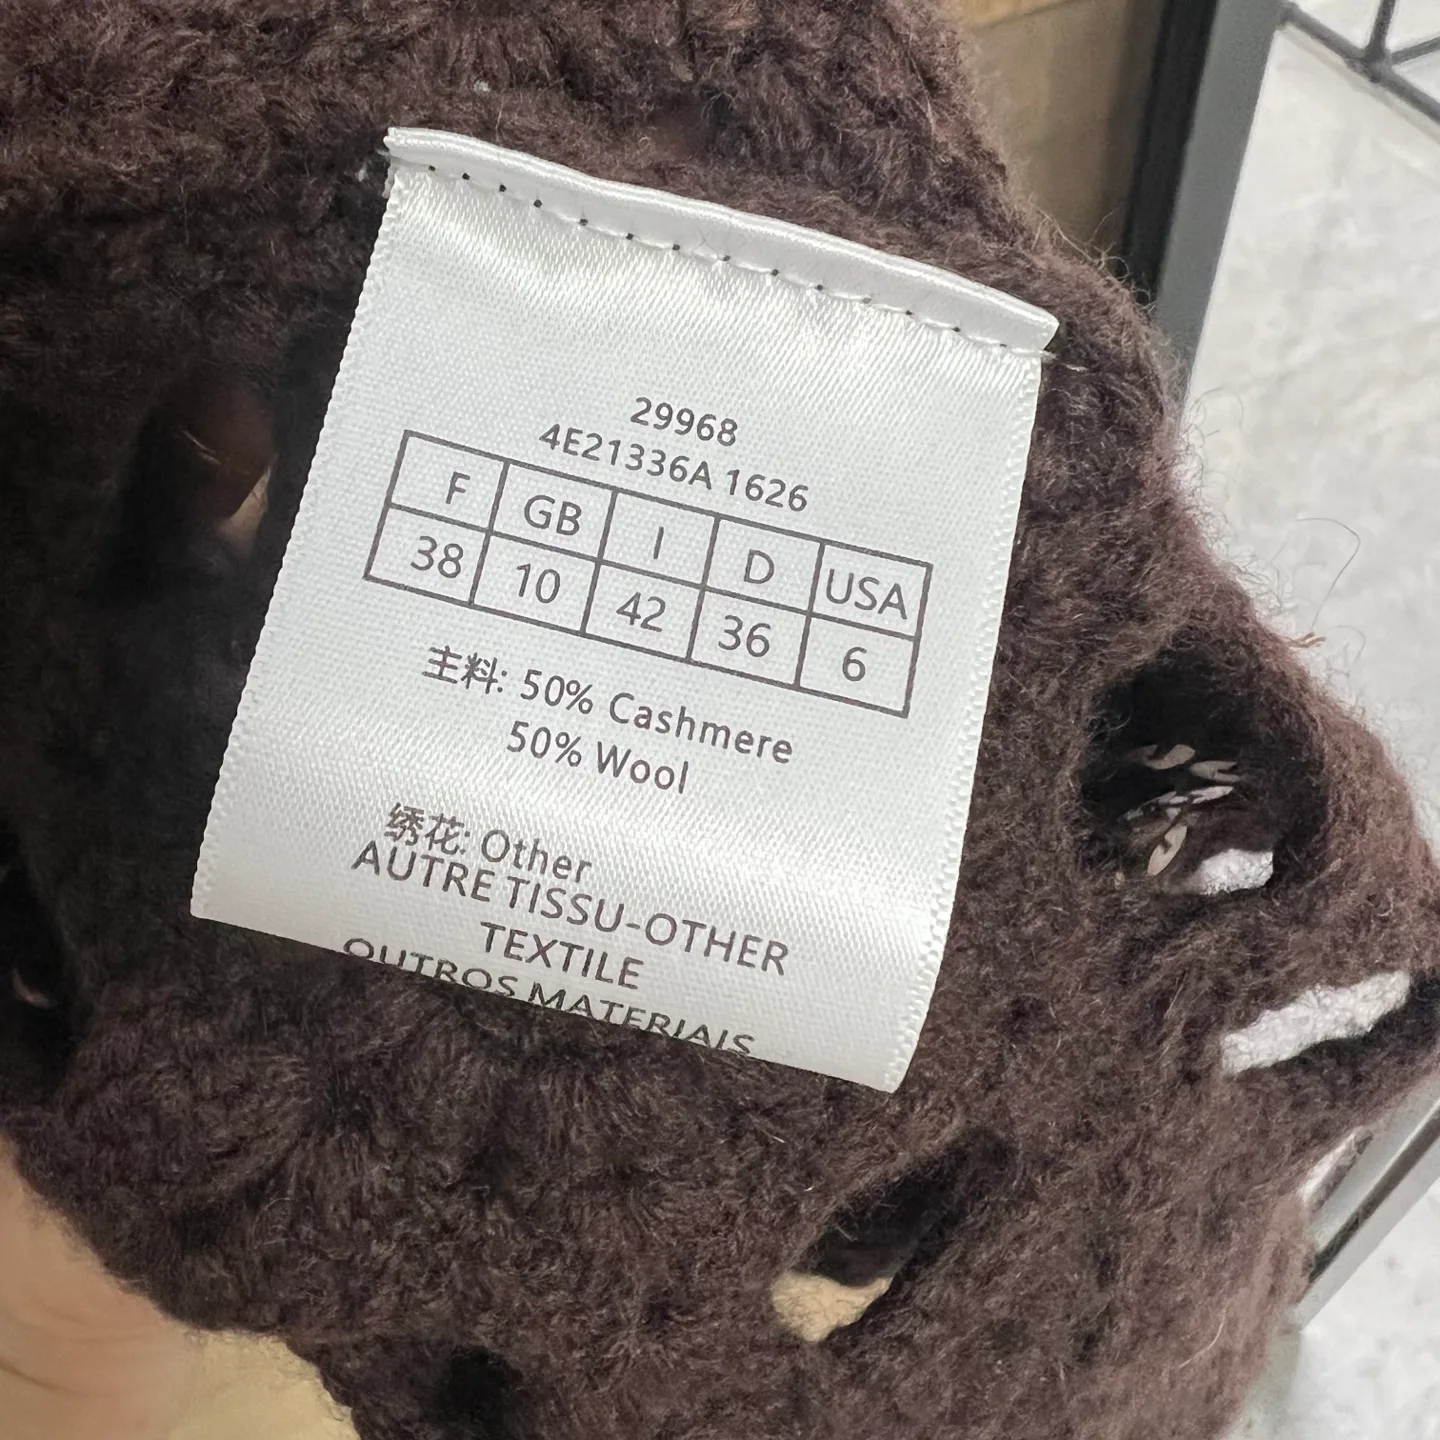 29968
4E21336A 1626
F GB I D USA
38 10 42 36 6
主料: 50% Cashmere
50% Wool
绣花: Other
AUTRE TISSU-OTHER
TEXTILE
OUTROS MATERIAIS